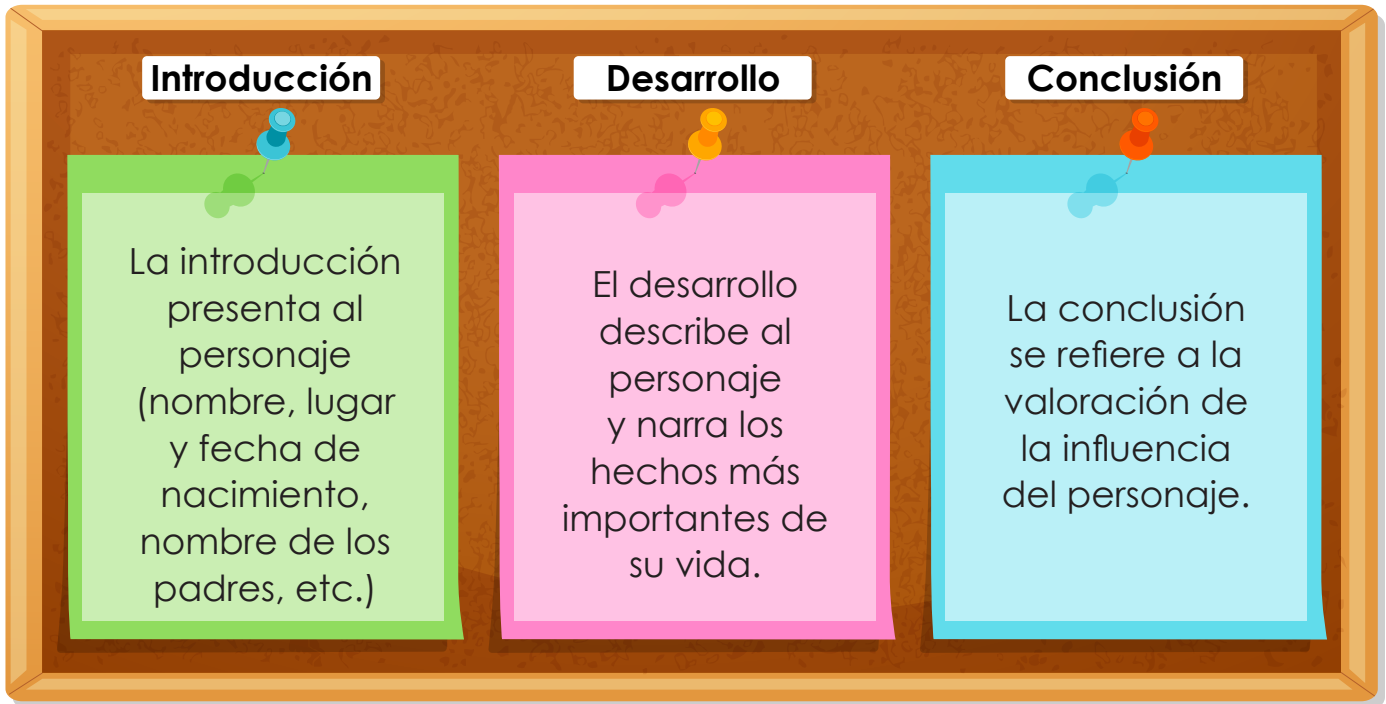 Introducción
La introducción
presenta al
personaje
(nombre, lugar
y fecha de
nacimiento,
nombre de los
padres, etc.)
Desarrollo
El desarrollo
describe al
personaje
y narra los
hechos más
importantes de
su vida.
Conclusión
La conclusión
se refiere a la
valoración de
la influencia
del personaje.